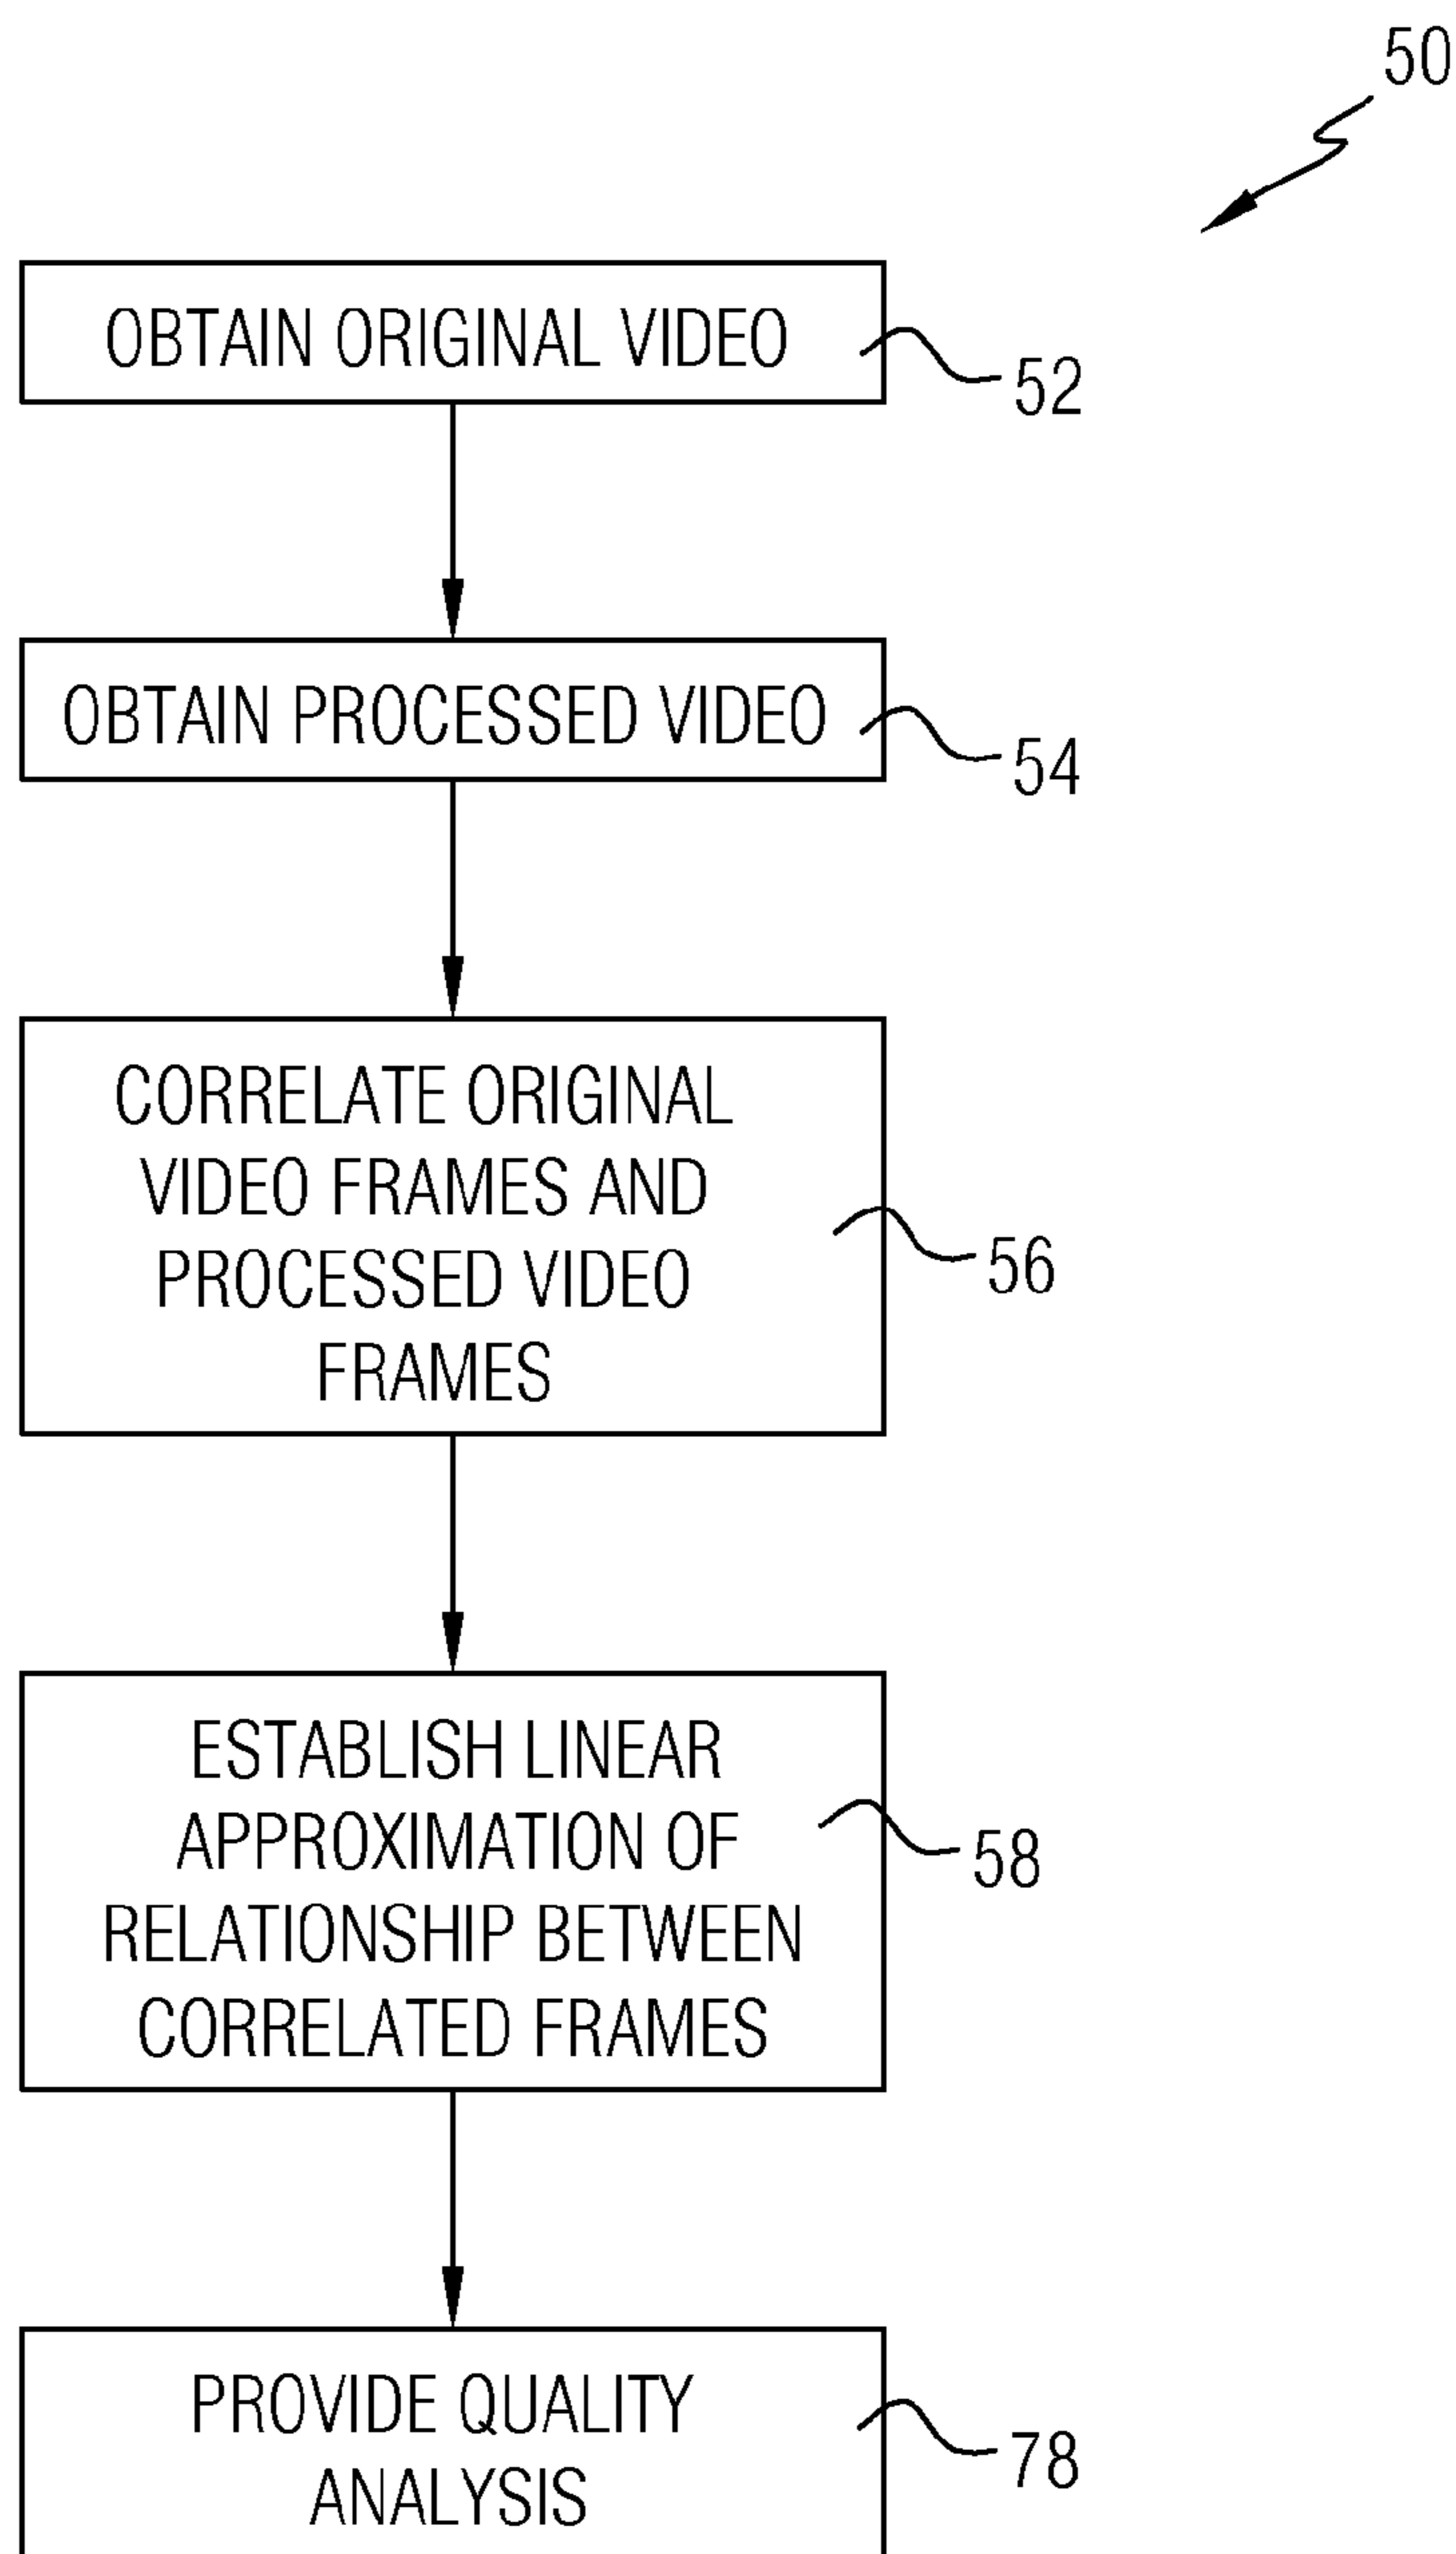 50
OBTAIN ORIGINAL VIDEO
52
OBTAIN PROCESSED VIDEO
54
CORRELATE ORIGINAL
VIDEO FRAMES AND
PROCESSED VIDEO
FRAMES
56
ESTABLISH LINEAR
APPROXIMATION OF
RELATIONSHIP BETWEEN
CORRELATED FRAMES
58
PROVIDE QUALITY
ANALYSIS
78